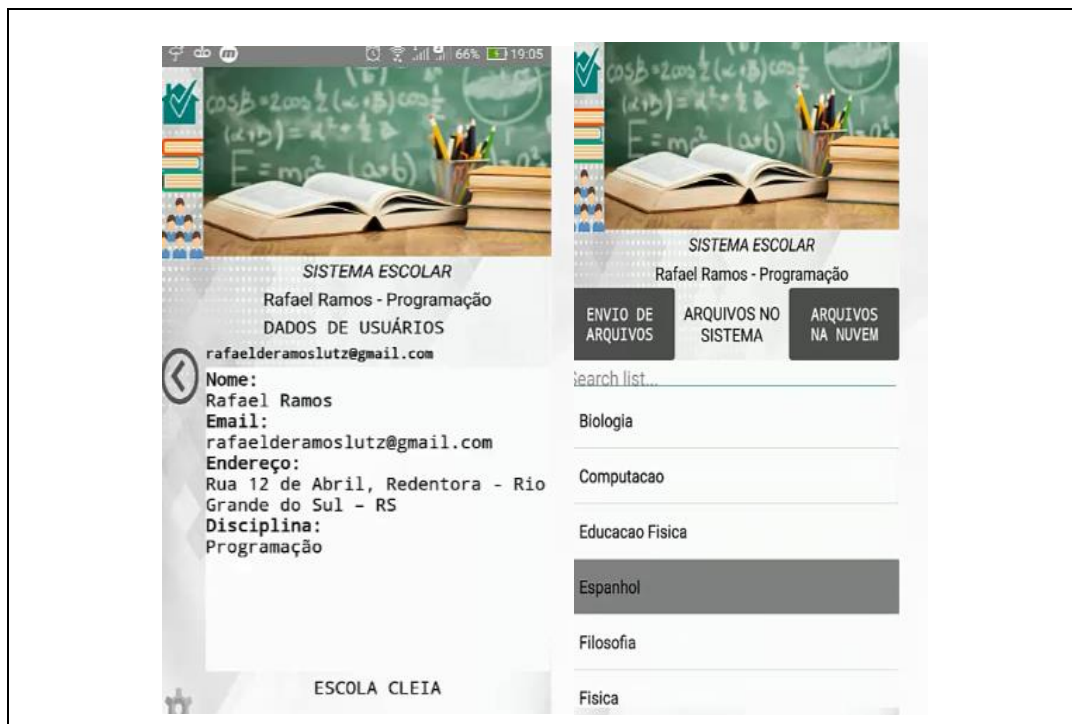 66% 19:05
SISTEMA ESCOLAR
Rafael Ramos - Programação
DADOS DE USUÁRIOS
rafaelderamoslutz@gmail.com
Nome:
Rafael Ramos
Email:
rafaelderamoslutz@gmail.com
Endereço:
Rua 12 de Abril, Redentora - Rio
Grande do Sul – RS
Disciplina:
Programação
ESCOLA CLEIA
SISTEMA ESCOLAR
Rafael Ramos - Programação
ENVIO DE
ARQUIVOS
ARQUIVOS NO
SISTEMA
ARQUIVOS
NA NUVEM
Search list...
Biologia
Computacao
Educacao Fisica
Espanhol
Filosofia
Fisica